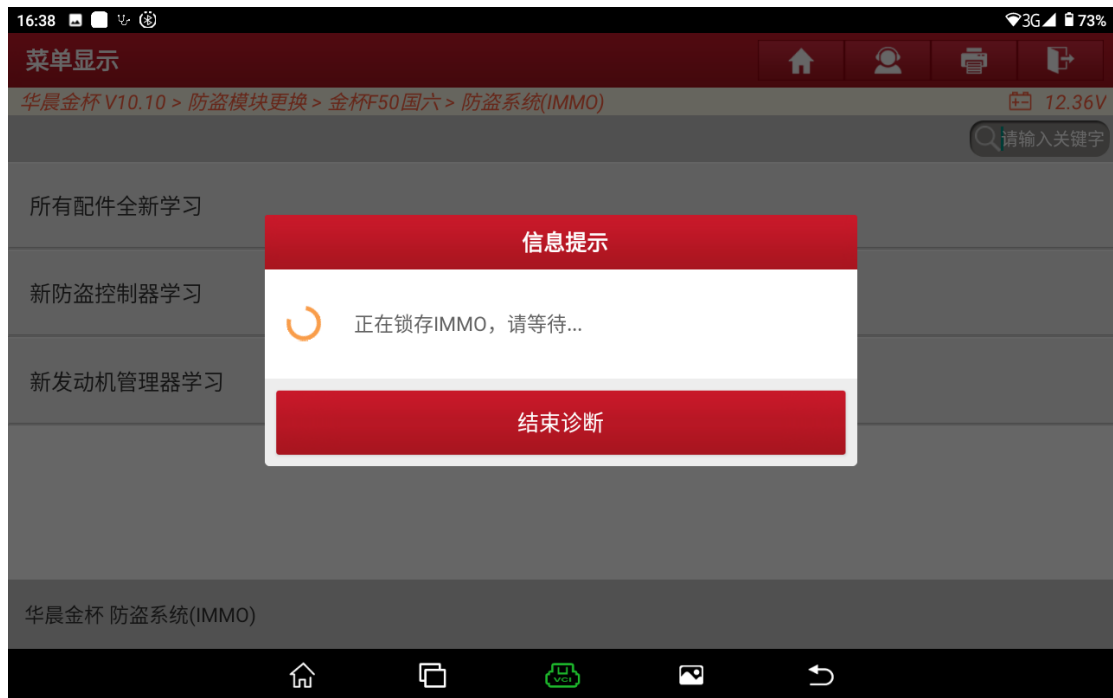 16:38 3G 73%
菜单显示
华晨金杯 V10.10 > 防盗模块更换 > 金杯F50国六 > 防盗系统(IMMO) 12.36V
请输入关键字
所有配件全新学习
信息提示
新防盗控制器学习
正在锁存IMMO，请等待...
新发动机管理器学习
结束诊断
华晨金杯 防盗系统(IMMO)
VCI